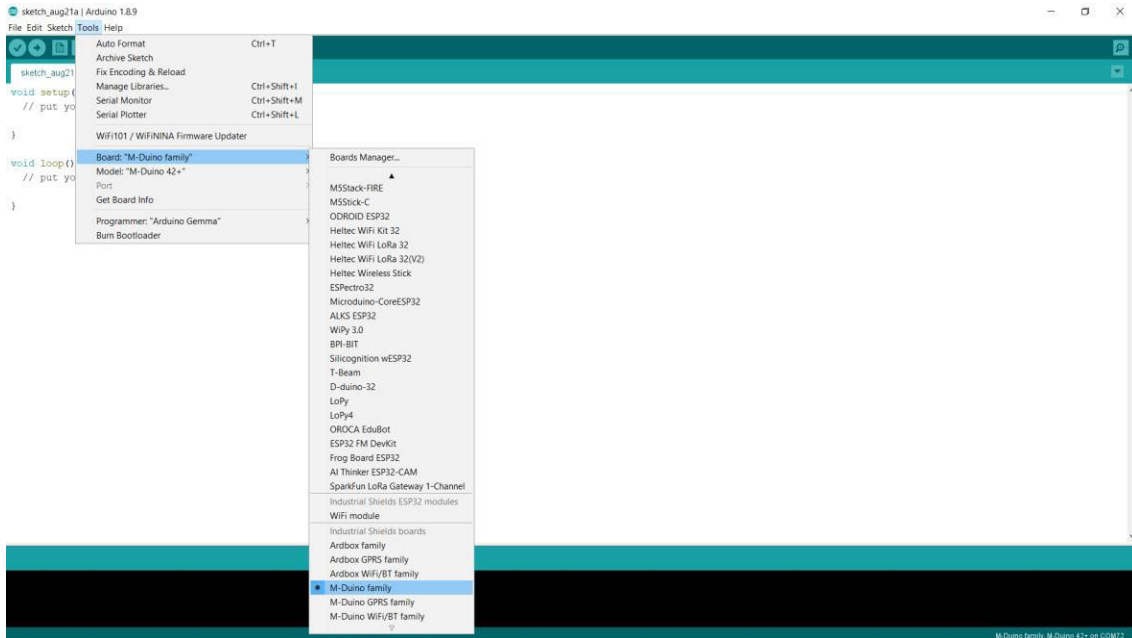 sketch_aug21a | Arduino 1.8.9
File Edit Sketch Tools Help
sketch_aug21
void setup(
// put yo
}
void loop()
// put yo
}
Auto Format Ctrl+T
Archive Sketch
Fix Encoding & Reload
Manage Libraries... Ctrl+Shift+I
Serial Monitor Ctrl+Shift+M
Serial Plotter Ctrl+Shift+L
WiFi101 / WiFiNINA Firmware Updater
Board: "M-Duino family"
Model: "M-Duino 42+"
Port
Get Board Info
Programmer: "Arduino Gemma"
Burn Bootloader
Boards Manager...
M5Stack-FIRE
M5Stick-C
ODROID ESP32
Heltec WiFi Kit 32
Heltec WiFi LoRa 32
Heltec WiFi LoRa 32(V2)
Heltec Wireless Stick
ESPectro32
Microduino-CoreESP32
ALKS ESP32
WiPy 3.0
BPI-BIT
Silicognition wESP32
T-Beam
D-duino-32
LoPy
LoPy4
OROCA EduBot
ESP32 FM DevKit
Frog Board ESP32
AI Thinker ESP32-CAM
SparkFun LoRa Gateway 1-Channel
Industrial Shields ESP32 modules
WiFi module
Industrial Shields boards
Ardbox family
Ardbox GPRS family
Ardbox WiFi/BT family
M-Duino family
M-Duino GPRS family
M-Duino WiFi/BT family
M-Duino family, M-Duino 42+ on COM72